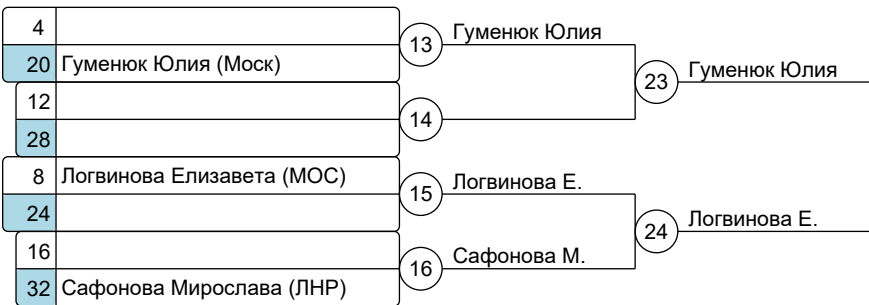 4
20 Гуменюк Юлия (Моск)
13 Гуменюк Юлия
12
28
14
23 Гуменюк Юлия
8 Логвинова Елизавета (МОС)
24
15 Логвинова Е.
16
32 Сафонова Мирослава (ЛНР)
16 Сафонова М.
24 Логвинова Е.